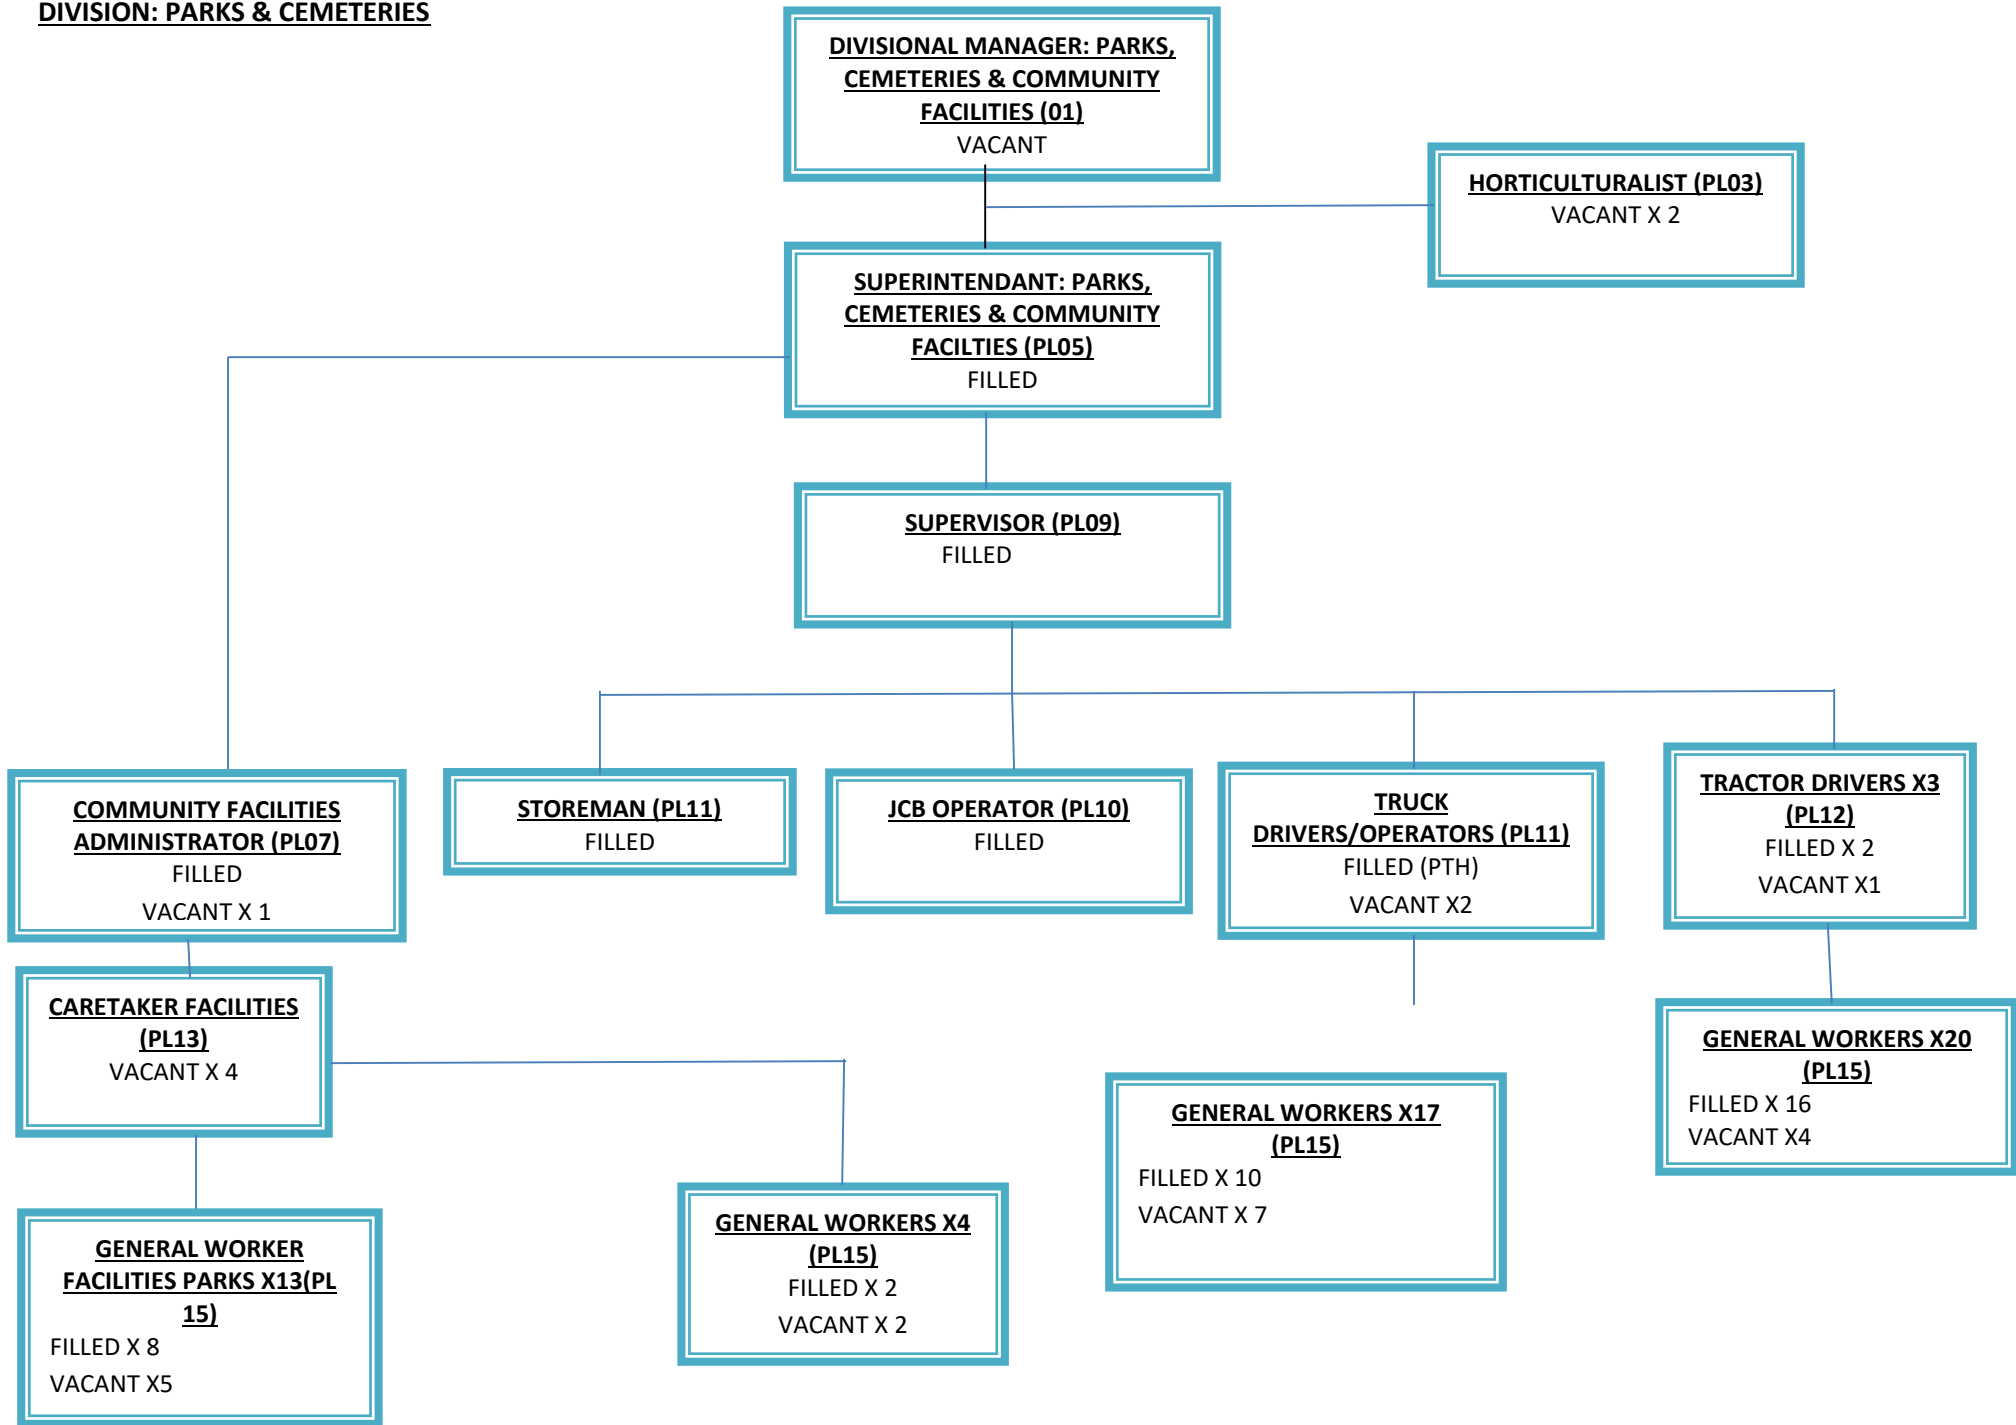 DIVISION: PARKS & CEMETERIES
DIVISIONAL MANAGER: PARKS,
CEMETERIES & COMMUNITY
FACILITIES (01)
VACANT
HORTICULTURALIST (PL03)
VACANT X 2
SUPERINTENDANT: PARKS,
CEMETERIES & COMMUNITY
FACILTIES (PL05)
FILLED
SUPERVISOR (PL09)
FILLED
COMMUNITY FACILITIES
ADMINISTRATOR (PL07)
FILLED
VACANT X 1
STOREMAN (PL11)
FILLED
JCB OPERATOR (PL10)
FILLED
TRUCK
DRIVERS/OPERATORS (PL11)
FILLED (PTH)
VACANT X2
TRACTOR DRIVERS X3
(PL12)
FILLED X 2
VACANT X1
CARETAKER FACILITIES
(PL13)
VACANT X 4
GENERAL WORKERS X20
(PL15)
FILLED X 16
VACANT X4
GENERAL WORKERS X17
(PL15)
FILLED X 10
VACANT X 7
GENERAL WORKER
FACILITIES PARKS X13(PL
15)
FILLED X 8
VACANT X5
GENERAL WORKERS X4
(PL15)
FILLED X 2
VACANT X 2